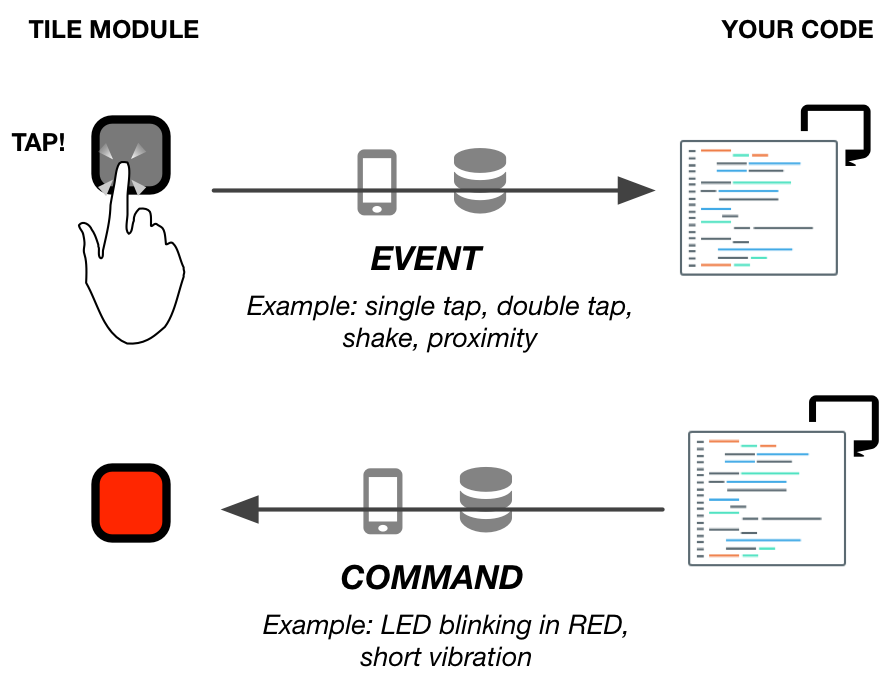 TILE MODULE
YOUR CODE
TAP!
EVENT
Example: single tap, double tap,
shake, proximity
COMMAND
Example: LED blinking in RED,
short vibration